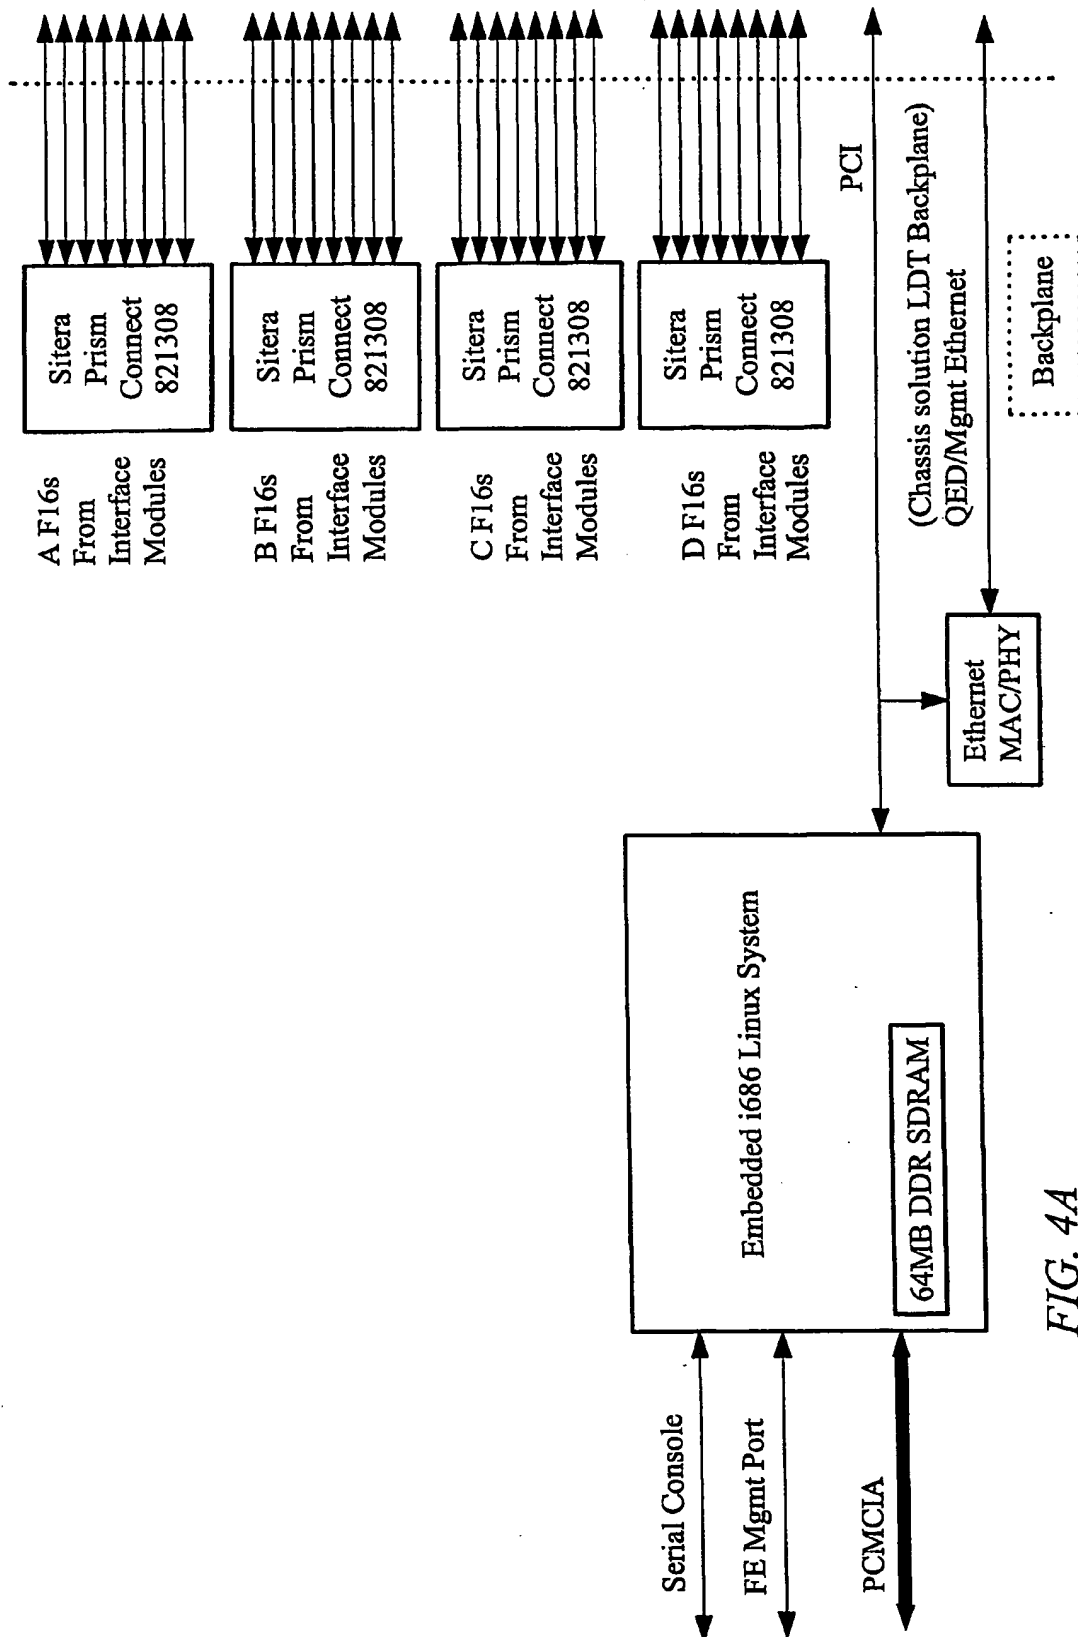 Sitera
Prism
Connect
821308
A F16s
From
Interface
Modules
Sitera
Prism
Connect
821308
B F16s
From
Interface
Modules
Sitera
Prism
Connect
821308
C F16s
From
Interface
Modules
Sitera
Prism
Connect
821308
D F16s
From
Interface
Modules
PCI
(Chassis solution LDT Backplane)
QED/Mgmt Ethernet
Backplane
Ethernet
MAC/PHY
Embedded i686 Linux System
64MB DDR SDRAM
Serial Console
FE Mgmt Port
PCMCIA
FIG. 4A